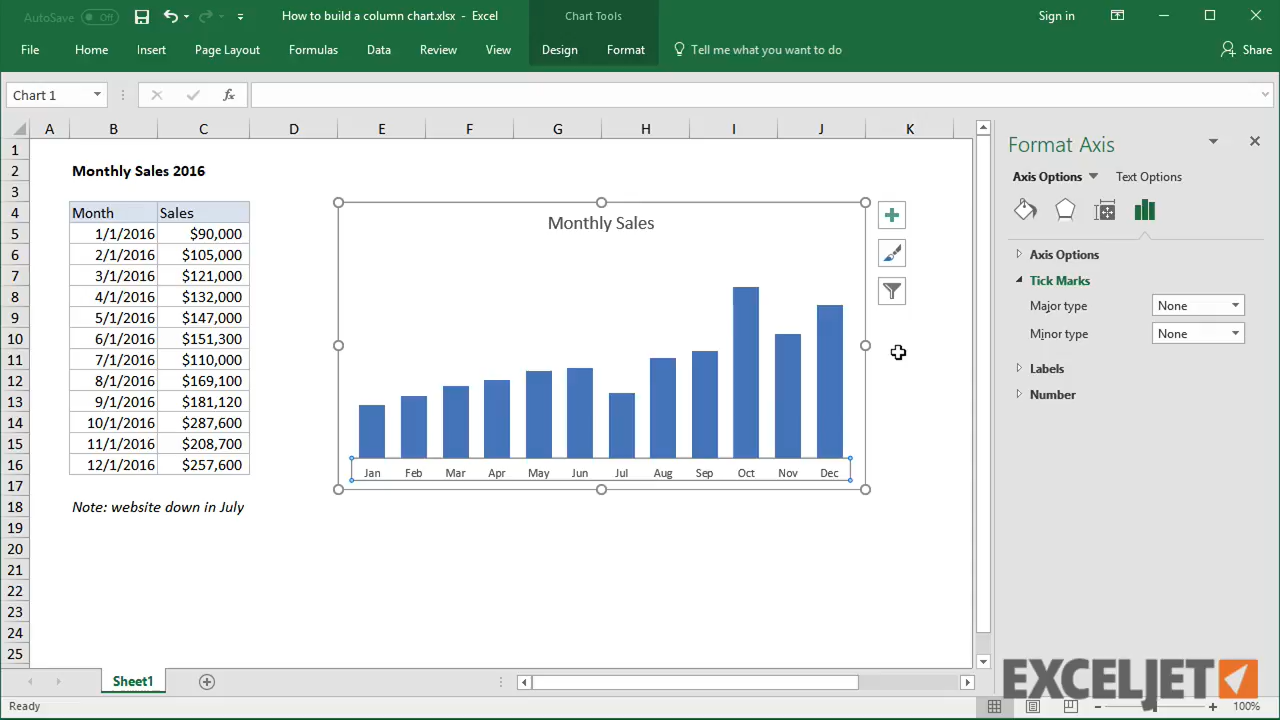 AutoSave Off How to build a column chart.xlsx - Excel Chart Tools Sign in
File Home Insert Page Layout Formulas Data Review View Design Format Tell me what you want to do Share
Chart 1 fx
A B C D E F G H I J K
1
2 Monthly Sales 2016
3
4 Month Sales
5 1/1/2016 $90,000
6 2/1/2016 $105,000
7 3/1/2016 $121,000
8 4/1/2016 $132,000
9 5/1/2016 $147,000
10 6/1/2016 $151,300
11 7/1/2016 $110,000
12 8/1/2016 $169,100
13 9/1/2016 $181,120
14 10/1/2016 $287,600
15 11/1/2016 $208,700
16 12/1/2016 $257,600
17
18 Note: website down in July
19
20
21
22
23
24
25
Monthly Sales
Jan Feb Mar Apr May Jun Jul Aug Sep Oct Nov Dec
Format Axis
Axis Options Text Options
Axis Options
Tick Marks
Major type None
Minor type None
Labels
Number
Sheet1
EXCELJET
Ready 100%